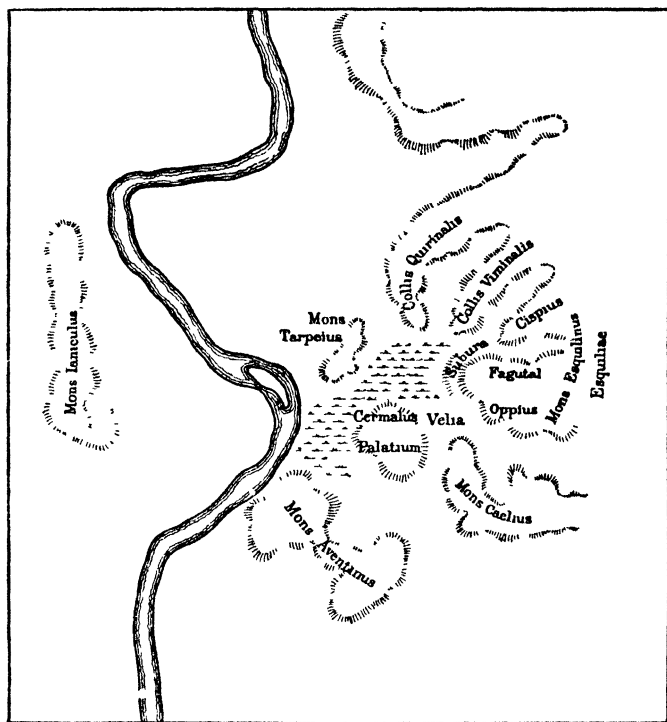 Collis Quirinalis
Collis Viminalis
Cispius
Mons
Tarpeius
Subura
Fagutal
Mons Esquilinus
Esquiliae
Oppius
Mons Ianiculus
Cermalus Velia
Palatium
Mons Caelius
Mons Aventinus